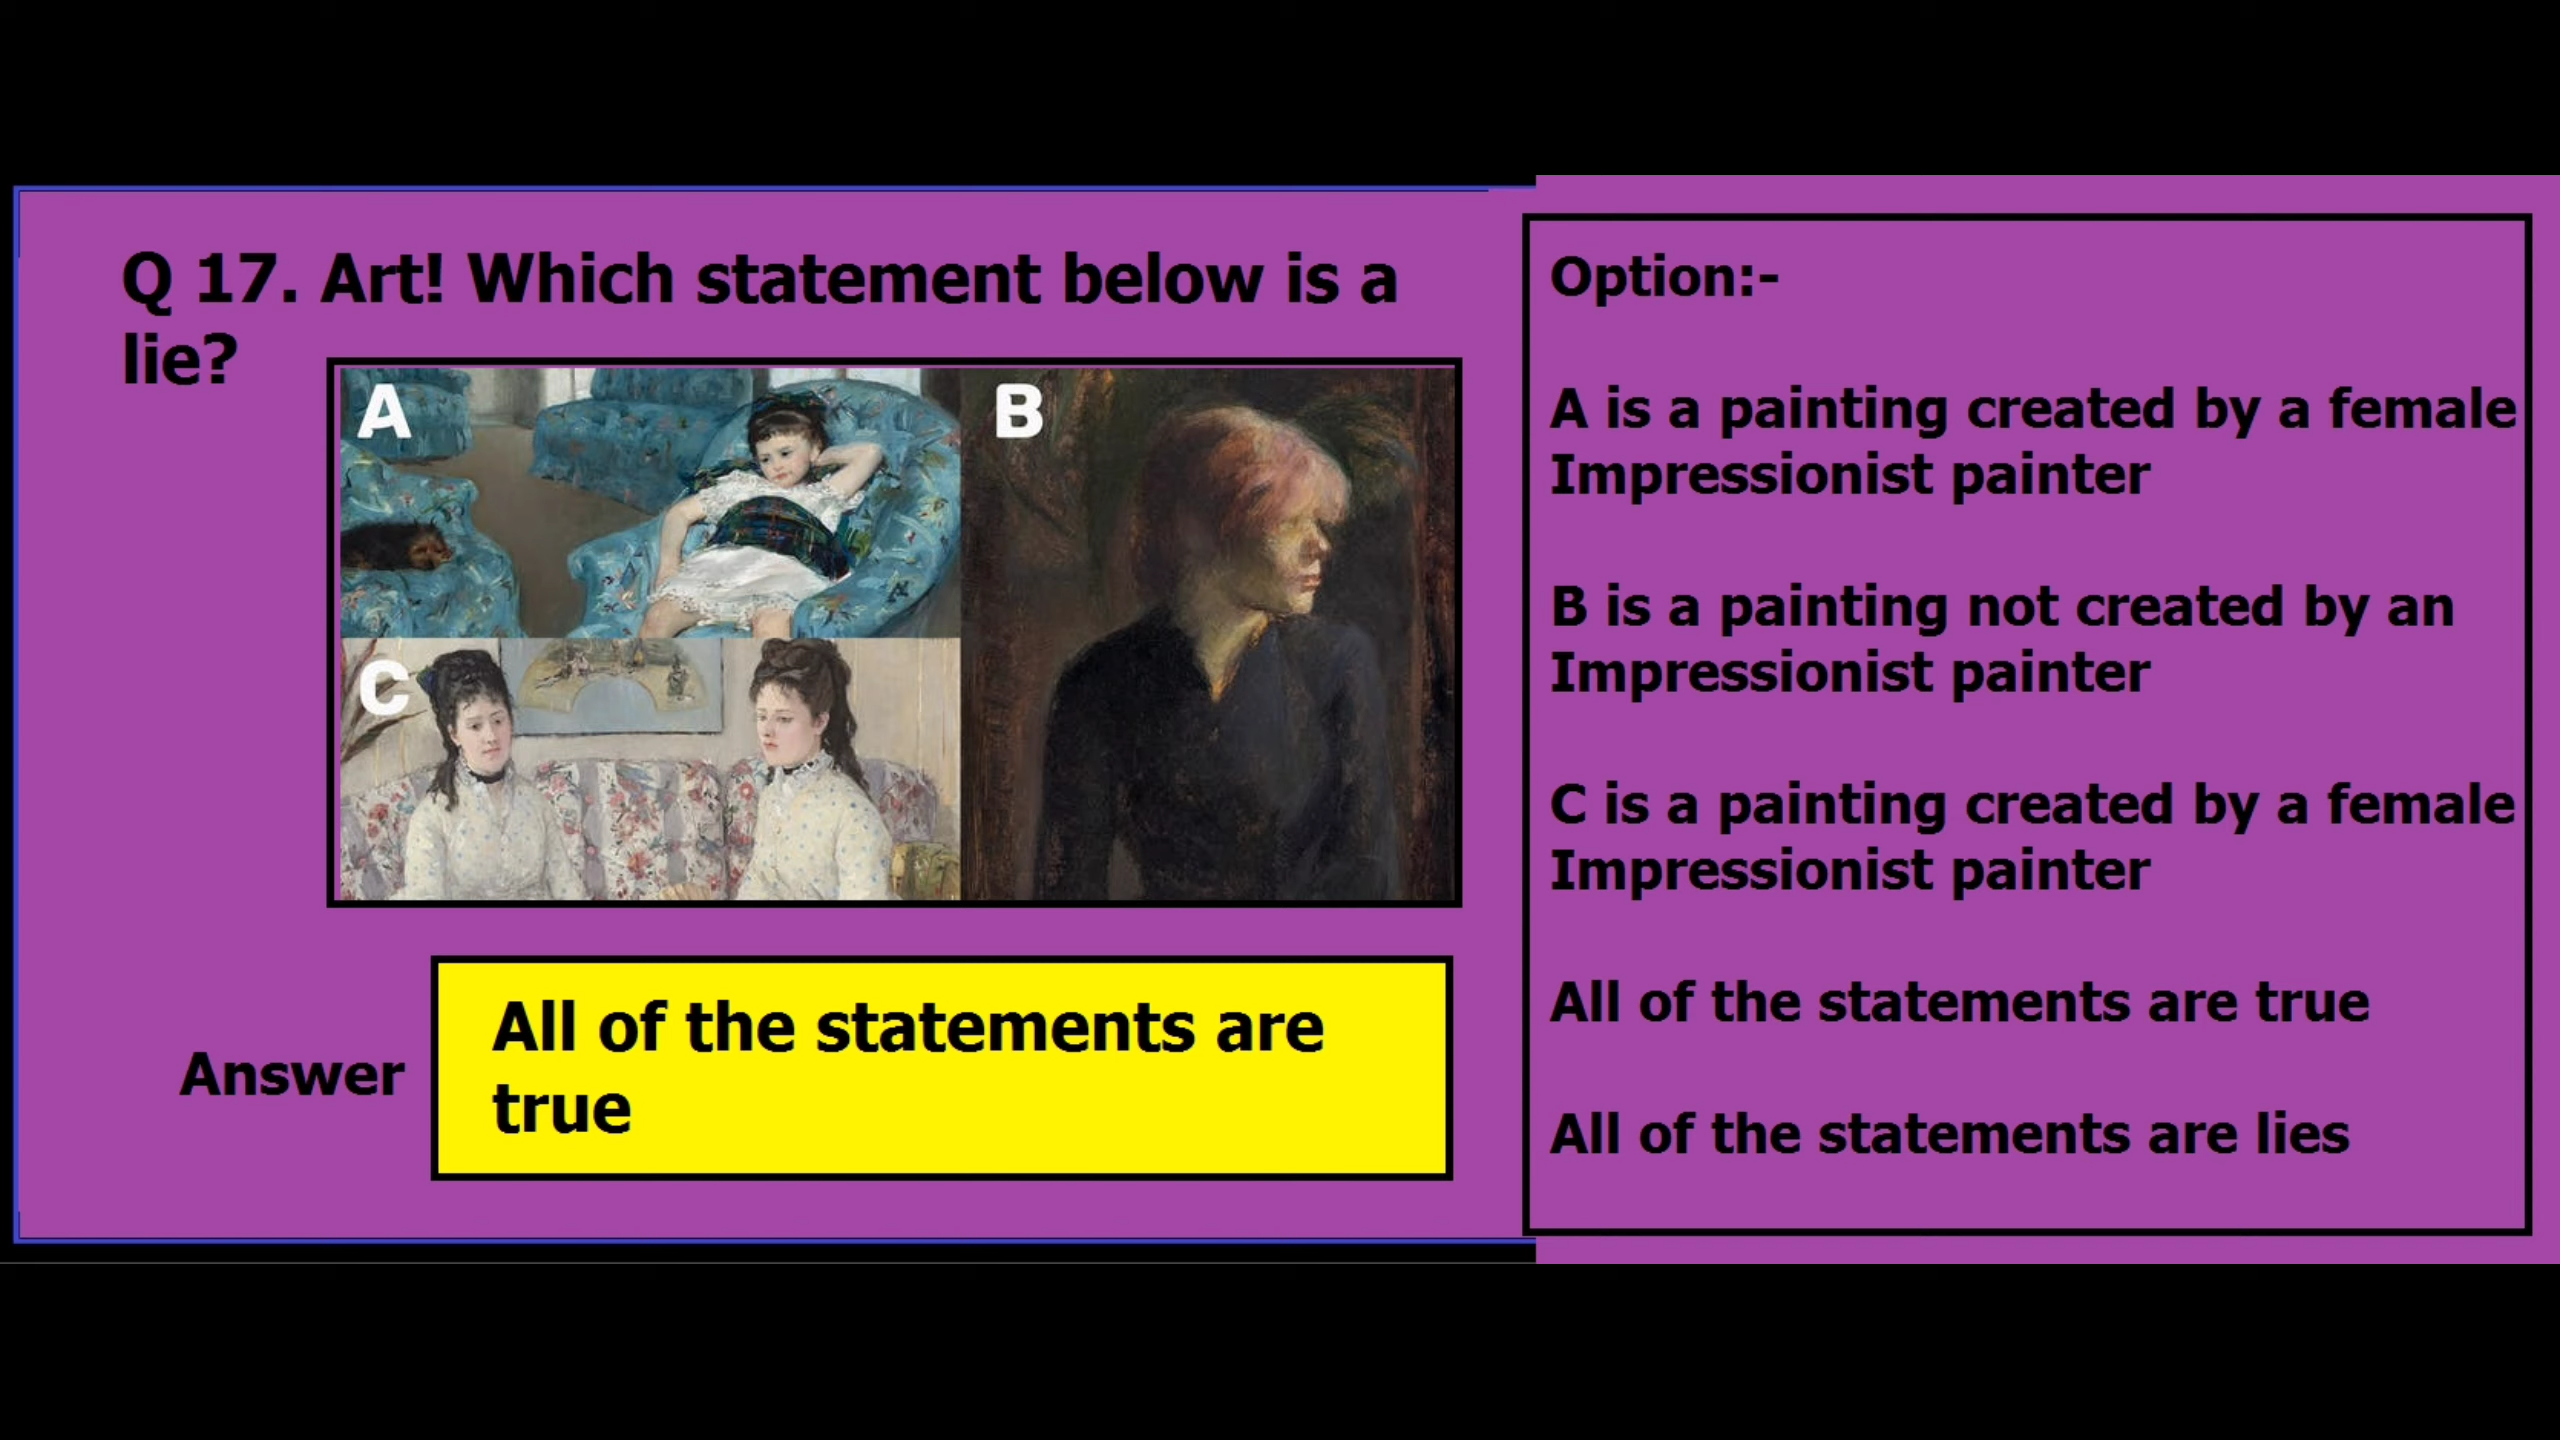 Q 17. Art! Which statement below is a
lie?
A
B
C
Answer
All of the statements are
true
Option:-
A is a painting created by a female
Impressionist painter
B is a painting not created by an
Impressionist painter
C is a painting created by a female
Impressionist painter
All of the statements are true
All of the statements are lies